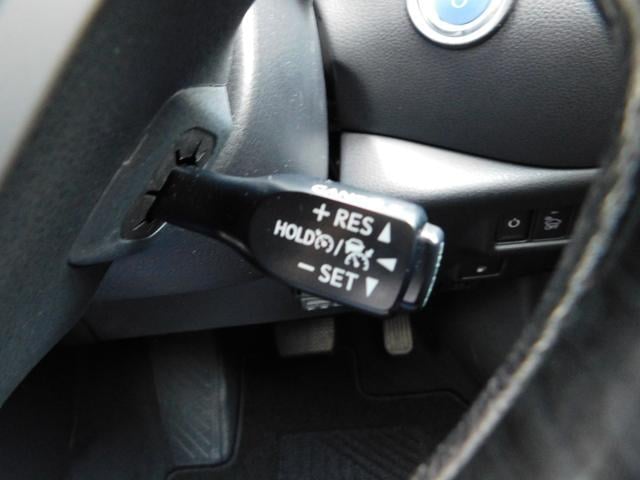 + RES
HOLD /
− SET